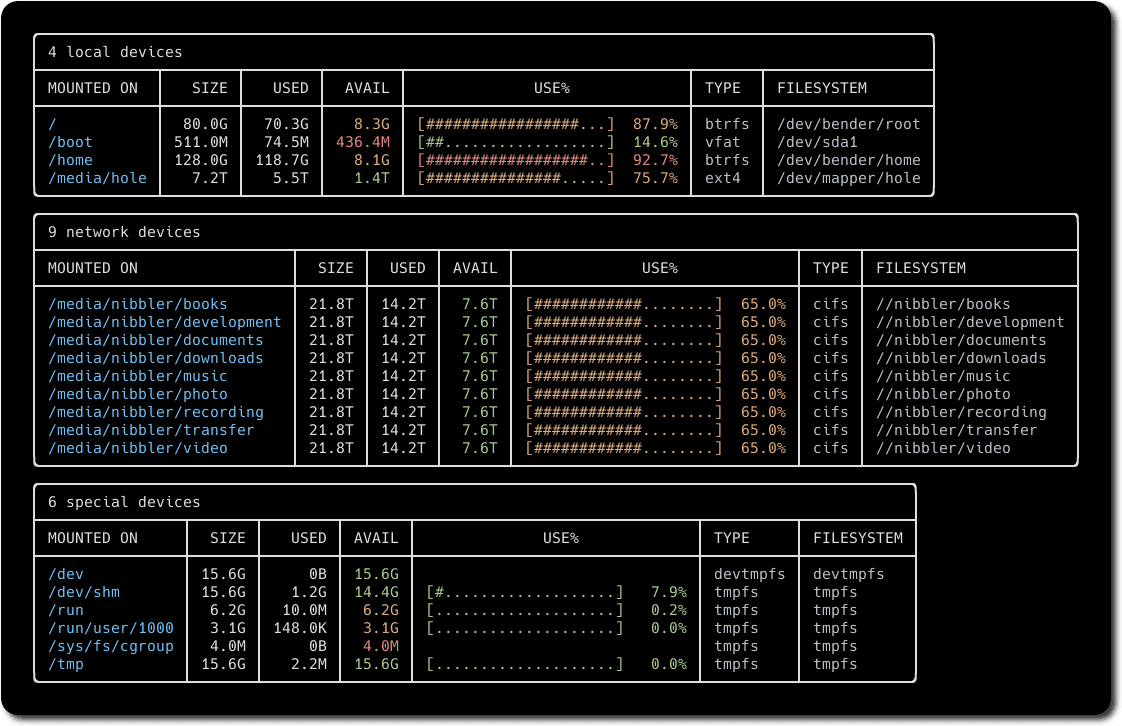 4 local devices
MOUNTED ON SIZE USED AVAIL USE% TYPE FILESYSTEM
/ 80.0G 70.3G 8.3G [#################...] 87.9% btrfs /dev/bender/root
/boot 511.0M 74.5M 436.4M [##..................] 14.6% vfat /dev/sda1
/home 128.0G 118.7G 8.1G [##################..] 92.7% btrfs /dev/bender/home
/media/hole 7.2T 5.5T 1.4T [###############.....] 75.7% ext4 /dev/mapper/hole
9 network devices
MOUNTED ON SIZE USED AVAIL USE% TYPE FILESYSTEM
/media/nibbler/books 21.8T 14.2T 7.6T [############........] 65.0% cifs //nibbler/books
/media/nibbler/development 21.8T 14.2T 7.6T [############........] 65.0% cifs //nibbler/development
/media/nibbler/documents 21.8T 14.2T 7.6T [############........] 65.0% cifs //nibbler/documents
/media/nibbler/downloads 21.8T 14.2T 7.6T [############........] 65.0% cifs //nibbler/downloads
/media/nibbler/music 21.8T 14.2T 7.6T [############........] 65.0% cifs //nibbler/music
/media/nibbler/photo 21.8T 14.2T 7.6T [############........] 65.0% cifs //nibbler/photo
/media/nibbler/recording 21.8T 14.2T 7.6T [############........] 65.0% cifs //nibbler/recording
/media/nibbler/transfer 21.8T 14.2T 7.6T [############........] 65.0% cifs //nibbler/transfer
/media/nibbler/video 21.8T 14.2T 7.6T [############........] 65.0% cifs //nibbler/video
6 special devices
MOUNTED ON SIZE USED AVAIL USE% TYPE FILESYSTEM
/dev 15.6G 0B 15.6G devtmpfs devtmpfs
/dev/shm 15.6G 1.2G 14.4G [#...................] 7.9% tmpfs tmpfs
/run 6.2G 10.0M 6.2G [....................] 0.2% tmpfs tmpfs
/run/user/1000 3.1G 148.0K 3.1G [....................] 0.0% tmpfs tmpfs
/sys/fs/cgroup 4.0M 0B 4.0M tmpfs tmpfs
/tmp 15.6G 2.2M 15.6G [....................] 0.0% tmpfs tmpfs